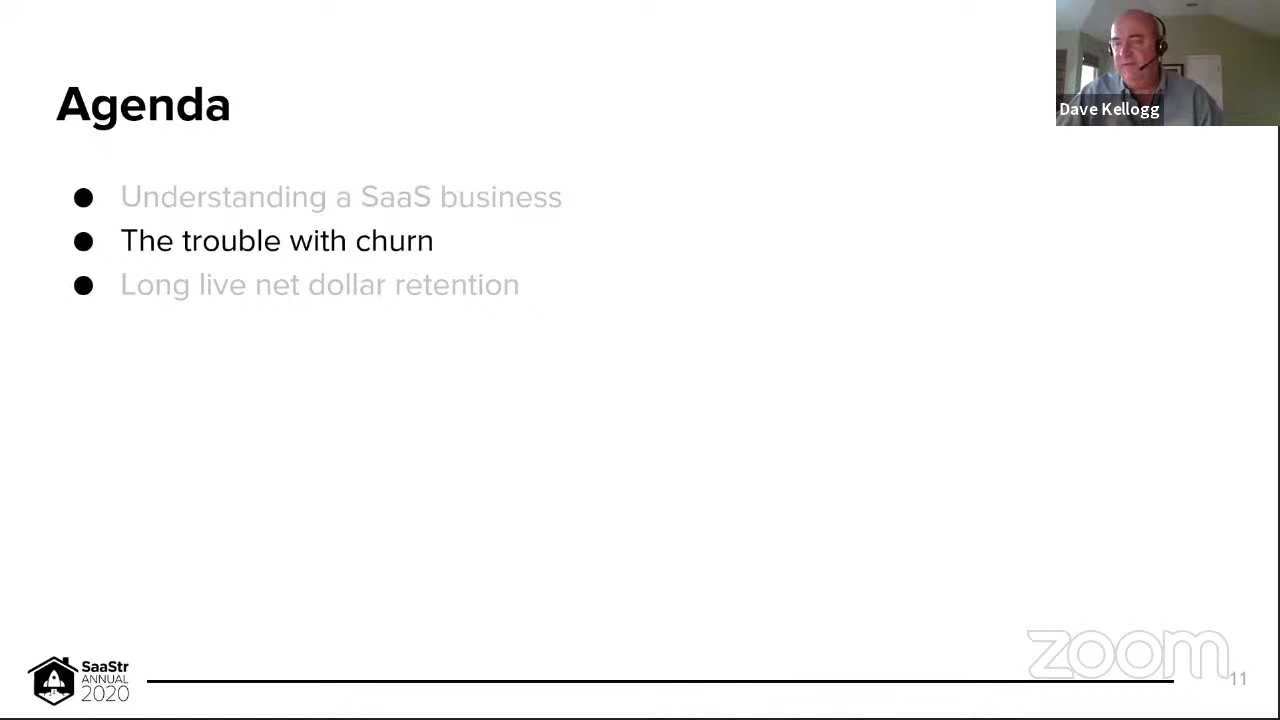 Agenda
Dave Kellogg
● Understanding a SaaS business
● The trouble with churn
● Long live net dollar retention
SaaStr
ANNUAL
2020
zoom
11